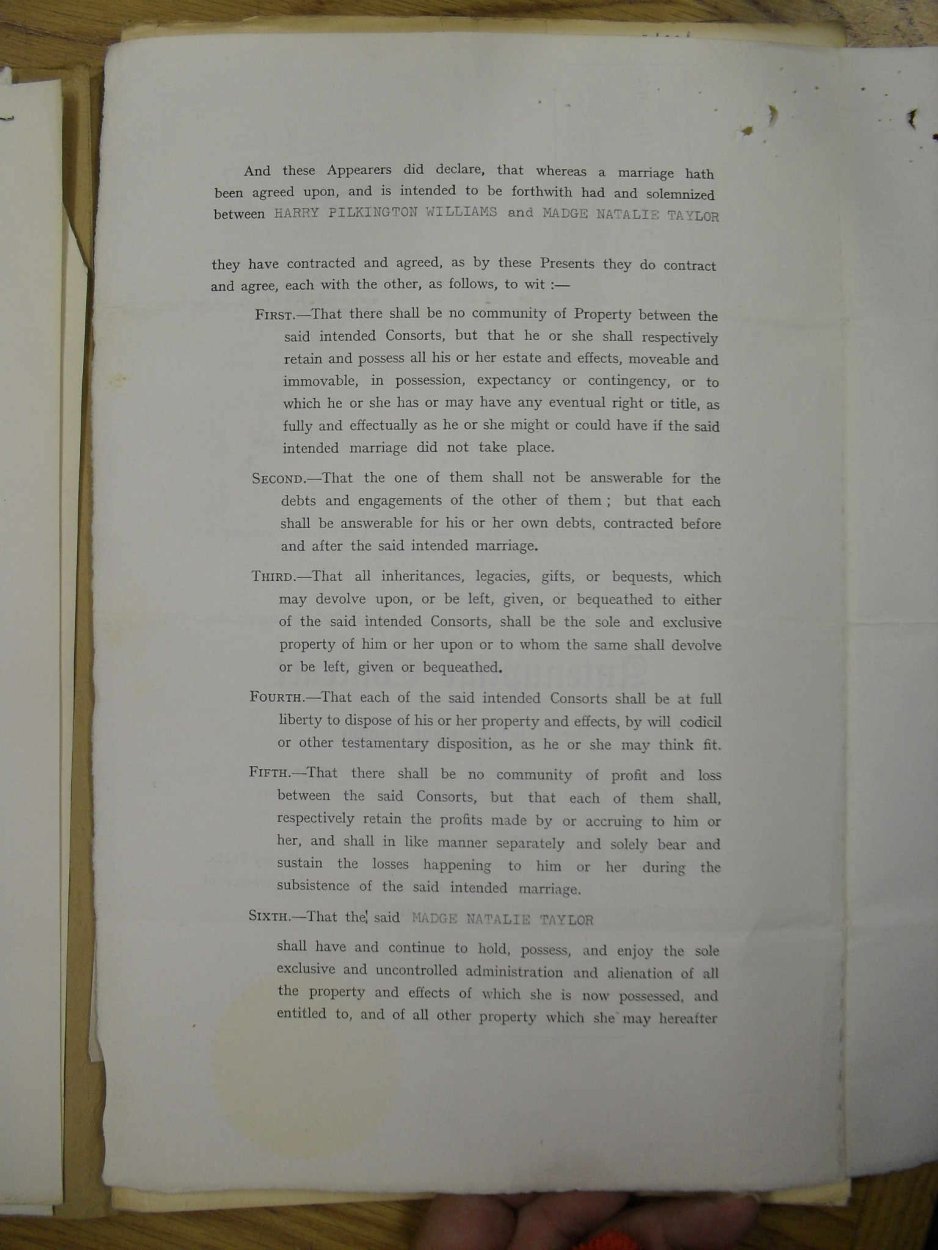 And these Appearers did declare, that whereas a marriage hath
been agreed upon, and is intended to be forthwith had and solemnized
between HARRY PILKINGTON WILLIAMS and MADGE NATALIE TAYLOR
they have contracted and agreed, as by these Presents they do contract
and agree, each with the other, as follows, to wit :—
FIRST.—That there shall be no community of Property between the
said intended Consorts, but that he or she shall respectively
retain and possess all his or her estate and effects, moveable and
immovable, in possession, expectancy or contingency, or to
which he or she has or may have any eventual right or title, as
fully and effectually as he or she might or could have if the said
intended marriage did not take place.
SECOND.—That the one of them shall not be answerable for the
debts and engagements of the other of them ; but that each
shall be answerable for his or her own debts, contracted before
and after the said intended marriage.
THIRD.—That all inheritances, legacies, gifts, or bequests, which
may devolve upon, or be left, given, or bequeathed to either
of the said intended Consorts, shall be the sole and exclusive
property of him or her upon or to whom the same shall devolve
or be left, given or bequeathed.
FOURTH.—That each of the said intended Consorts shall be at full
liberty to dispose of his or her property and effects, by will codicil
or other testamentary disposition, as he or she may think fit.
FIFTH.—That there shall be no community of profit and loss
between the said Consorts, but that each of them shall,
respectively retain the profits made by or accruing to him or
her, and shall in like manner separately and solely bear and
sustain the losses happening to him or her during the
subsistence of the said intended marriage.
SIXTH.—That the said MADGE NATALIE TAYLOR
shall have and continue to hold, possess, and enjoy the sole
exclusive and uncontrolled administration and alienation of all
the property and effects of which she is now possessed, and
entitled to, and of all other property which she may hereafter